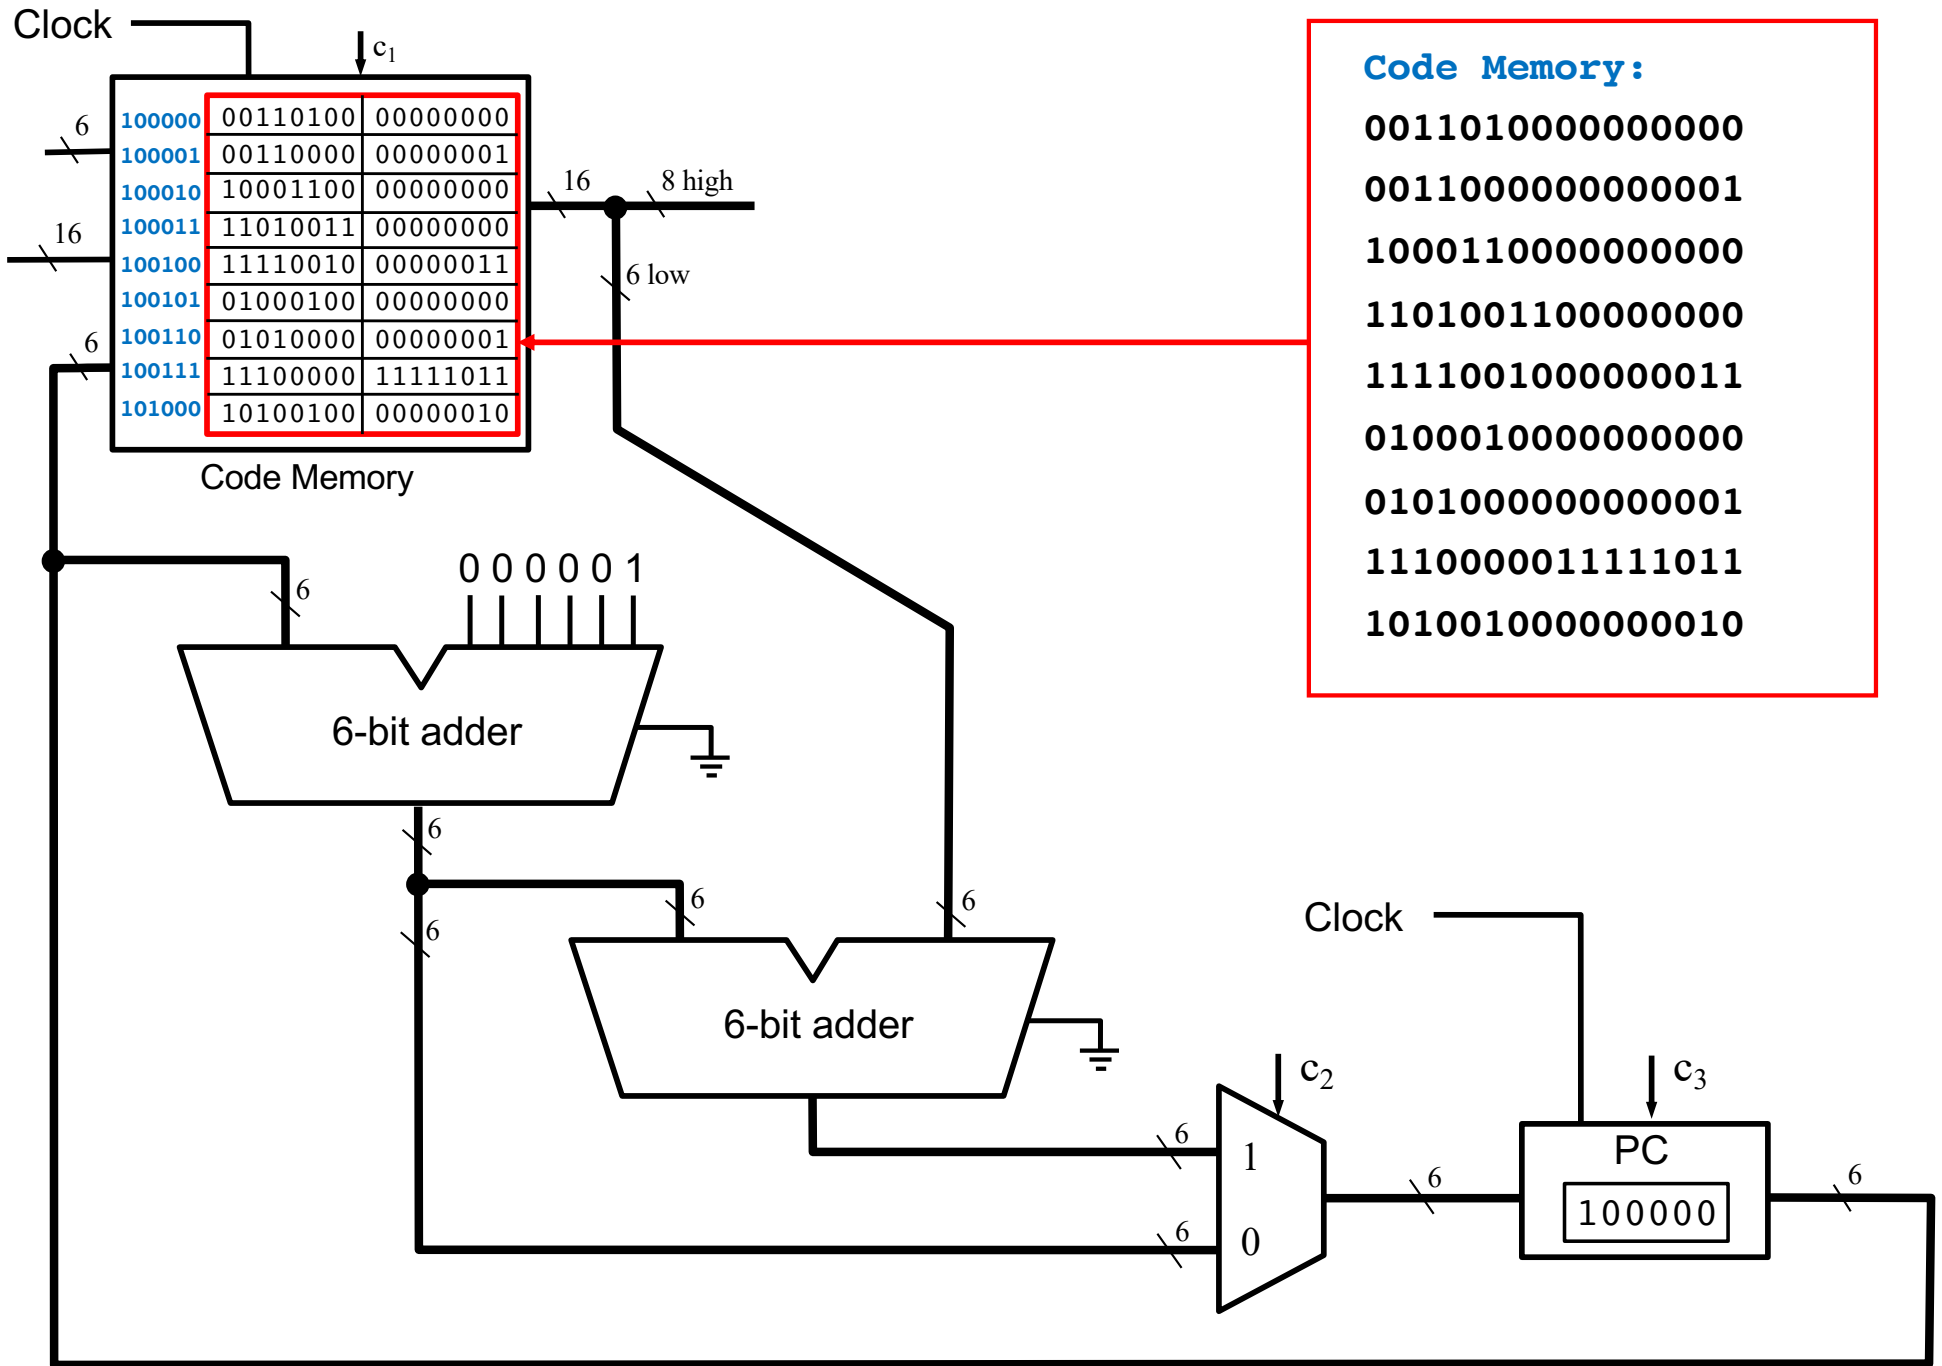 Clock
c1
Code Memory:
100000 00110100 00000000
100001 00110000 00000001
100010 10001100 00000000
100011 11010011 00000000
100100 11110010 00000011
100101 01000100 00000000
100110 01010000 00000001
100111 11100000 11111011
101000 10100100 00000010
6
16
6
16
8 high
6 low
0011010000000000
0011000000000001
1000110000000000
1101001100000000
1111001000000011
0100010000000000
0101000000000001
1110000011111011
1010010000000010
Code Memory
0 0 0 0 0 1
6
6-bit adder
6
6
6
6
Clock
6-bit adder
c2
c3
6
1
6
0
6
PC
100000
6